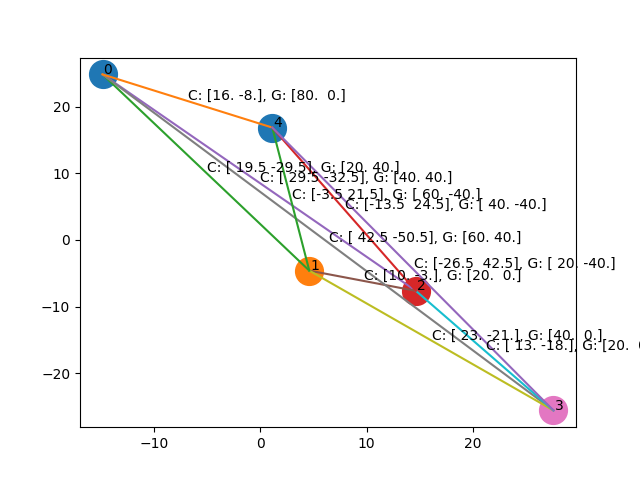 0
C: [16. -8.], G: [80.  0.]
4
C: [ 19.5 -29.5], G: [20. 40.]
C: [ 29.5 -32.5], G: [40. 40.]
C: [-3.5 21.5], G: [ 60. -40.]
C: [-13.5  24.5], G: [ 40. -40.]
C: [ 42.5 -50.5], G: [60. 40.]
1
C: [-26.5  42.5], G: [ 20. -40.]
C: [10. -3.], G: [20.  0.]
2
C: [ 23. -21.], G: [40.  0.]
C: [ 13. -18.], G: [20.
3
20
10
0
−10
−20
−10 0 10 20